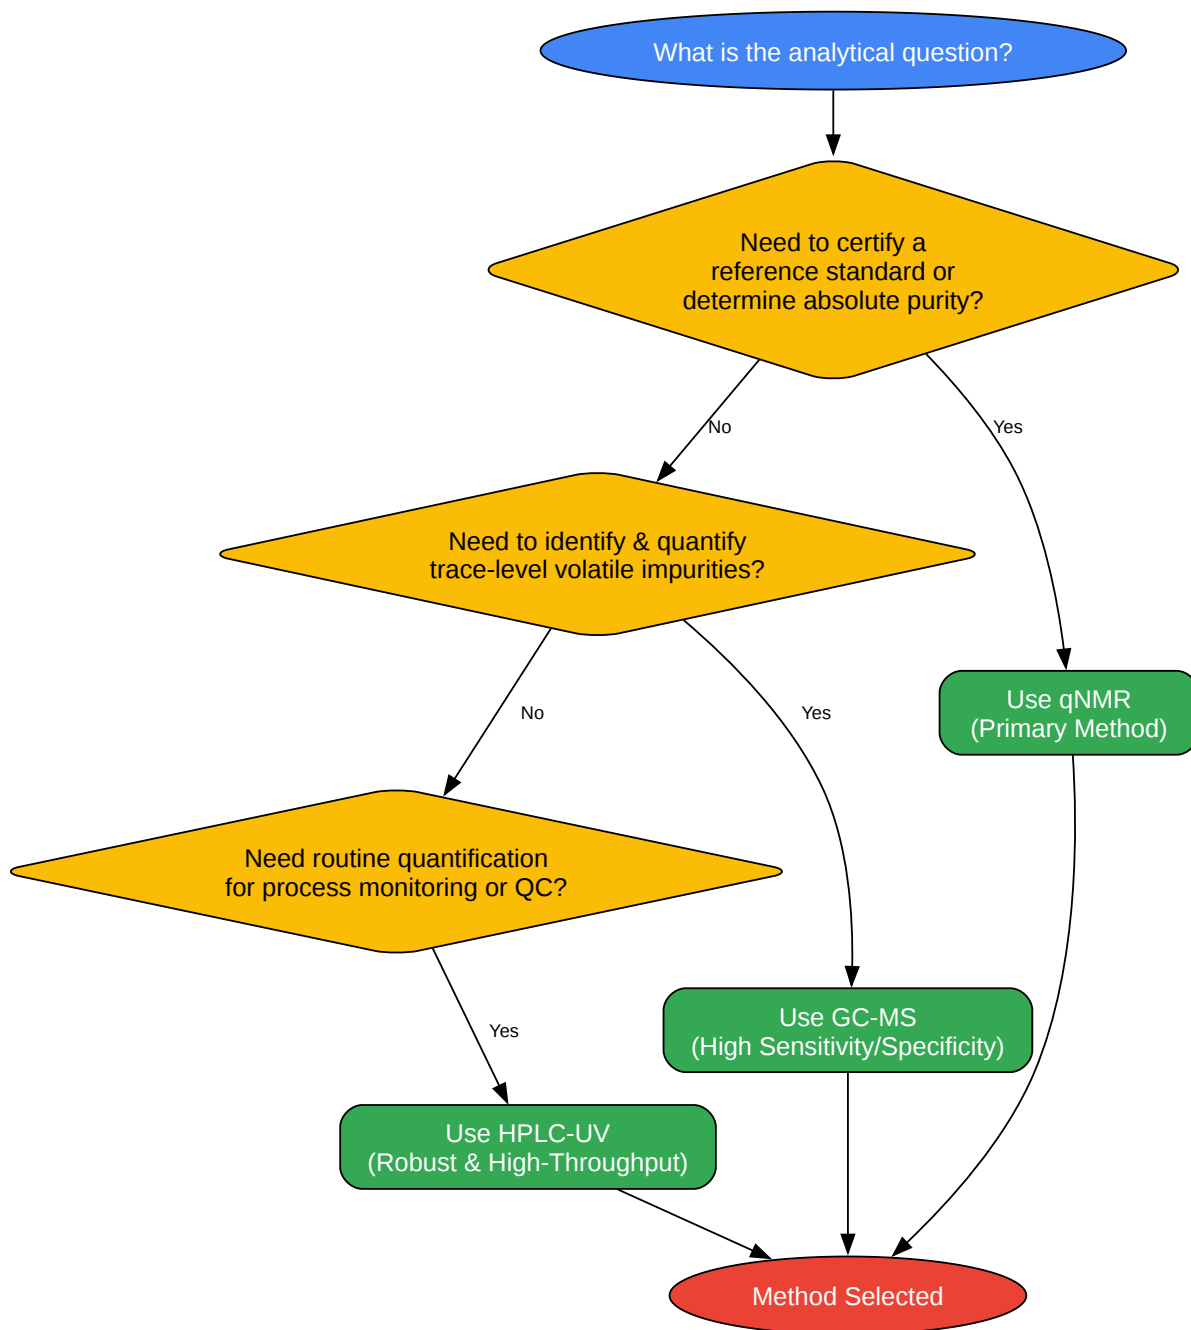 What is the analytical question?
Need to certify a
reference standard or
determine absolute purity?
No
Yes
Need to identify & quantify
trace-level volatile impurities?
No
Yes
Use qNMR
(Primary Method)
Need routine quantification
for process monitoring or QC?
Yes
Use GC-MS
(High Sensitivity/Specificity)
Use HPLC-UV
(Robust & High-Throughput)
Method Selected